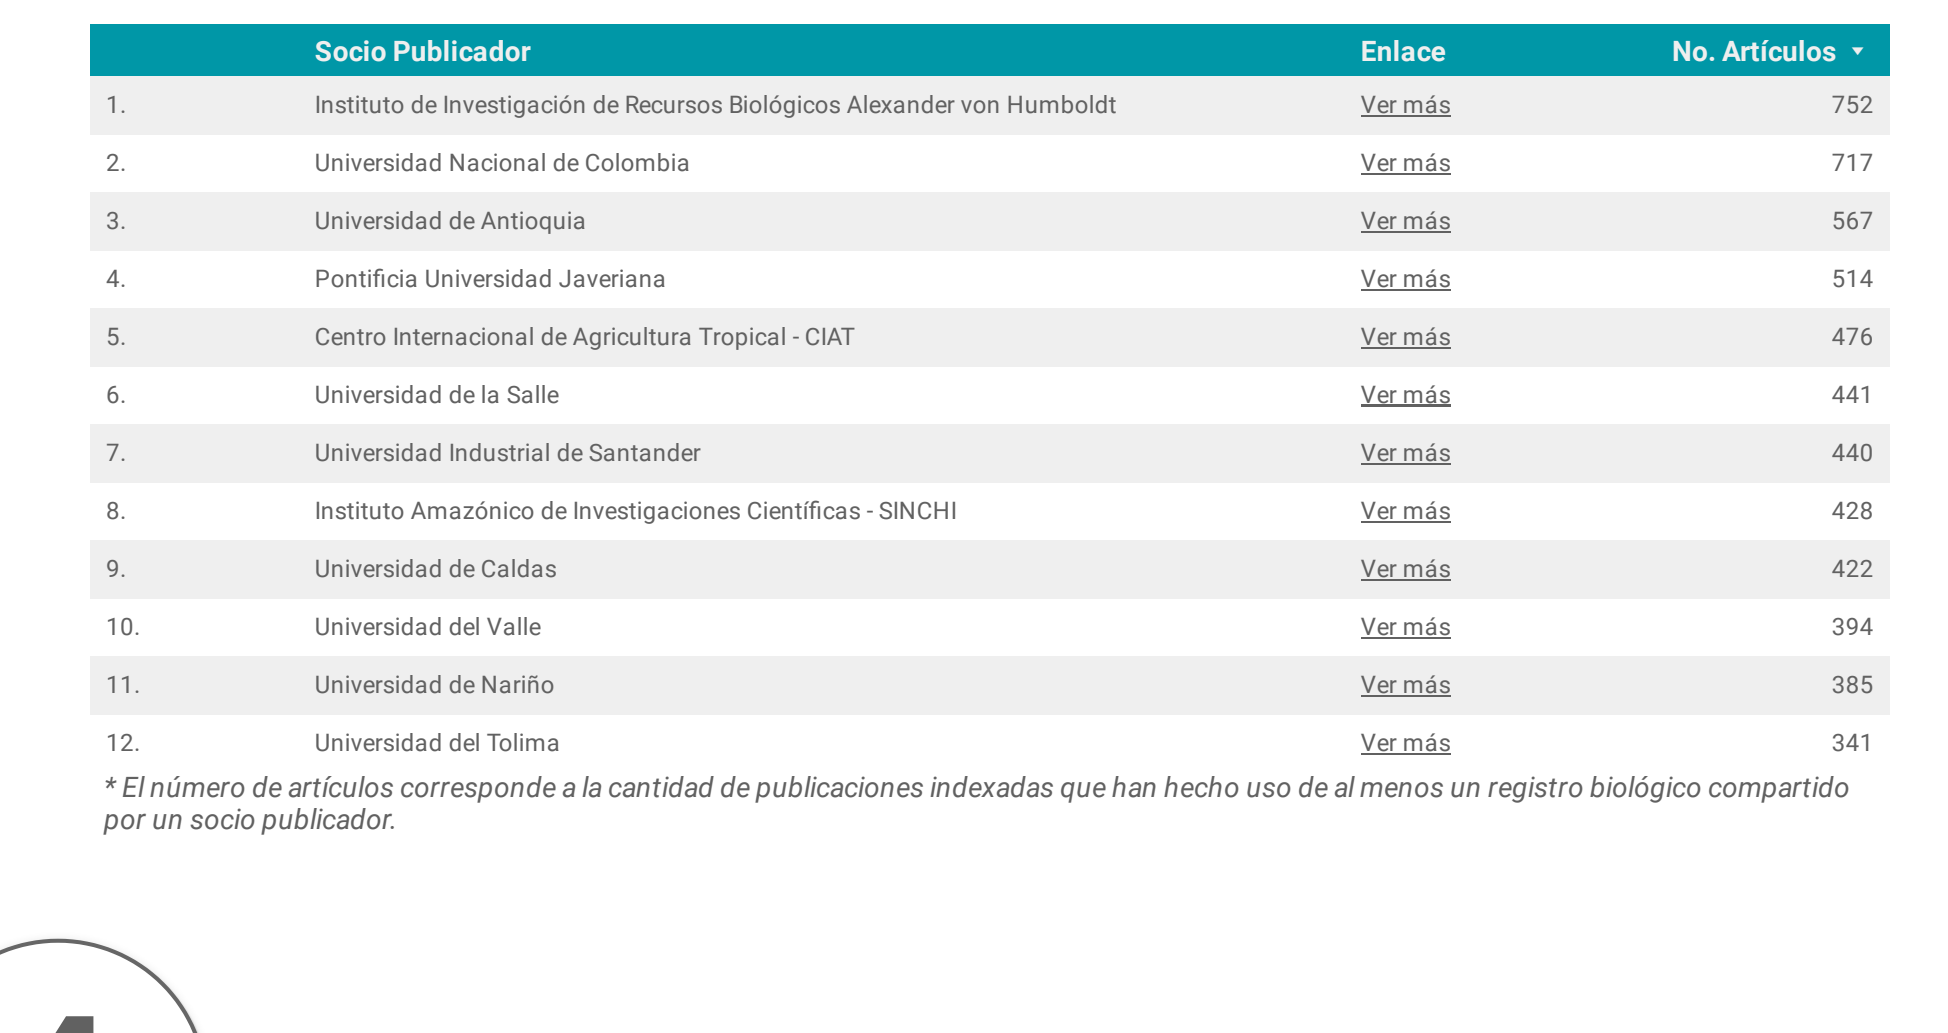 Socio Publicador Enlace No. Artículos
1. Instituto de Investigación de Recursos Biológicos Alexander von Humboldt Ver más 752
2. Universidad Nacional de Colombia Ver más 717
3. Universidad de Antioquia Ver más 567
4. Pontificia Universidad Javeriana Ver más 514
5. Centro Internacional de Agricultura Tropical - CIAT Ver más 476
6. Universidad de la Salle Ver más 441
7. Universidad Industrial de Santander Ver más 440
8. Instituto Amazónico de Investigaciones Científicas - SINCHI Ver más 428
9. Universidad de Caldas Ver más 422
10. Universidad del Valle Ver más 394
11. Universidad de Nariño Ver más 385
12. Universidad del Tolima Ver más 341
* El número de artículos corresponde a la cantidad de publicaciones indexadas que han hecho uso de al menos un registro biológico compartido
por un socio publicador.